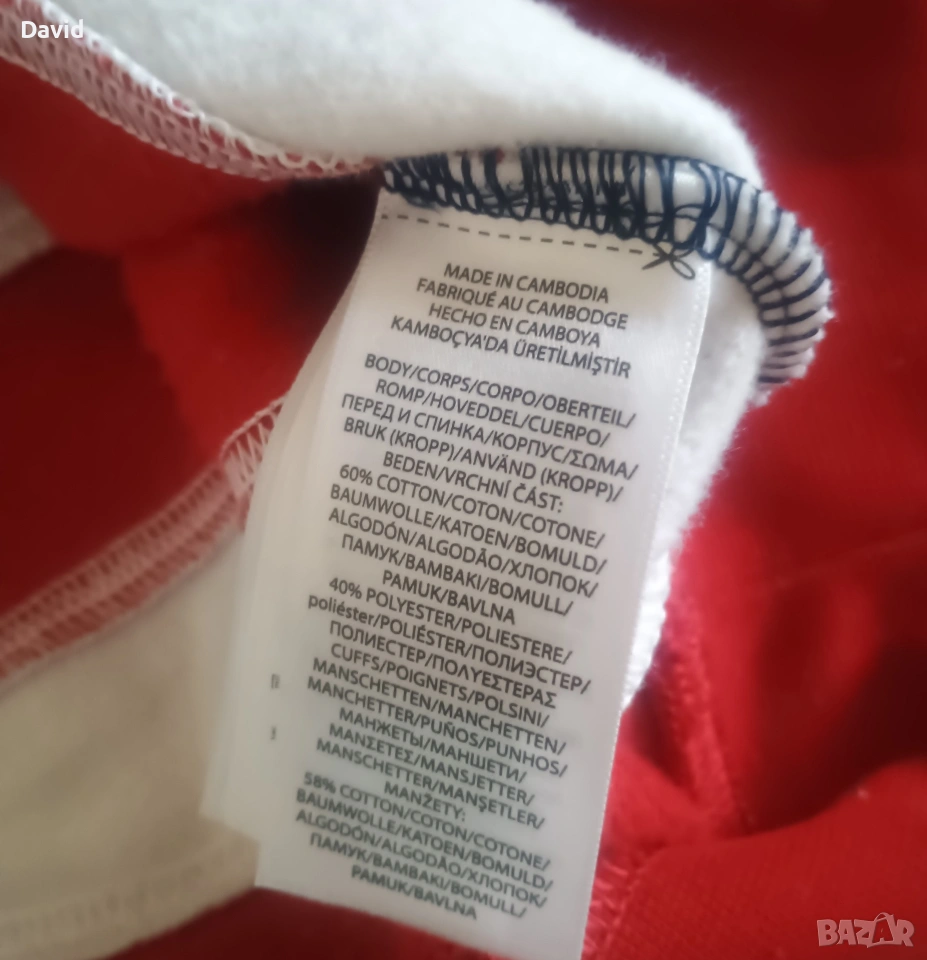 David
MADE IN CAMBODIA
FABRIQUÉ AU CAMBODGE
HECHO EN CAMBOYA
KAMBOÇYA'DA ÜRETİLMİŞTİR
BODY/CORPS/CORPO/OBERTEIL/
ROMP/HOVEDDEL/CUERPO/
ПЕРЕД И СПИНКА/КОРПУС/ΣΩΜΑ/
BRUK (KROPP)/ANVÄND (KROPP)/
BEDEN/VRCHNÍ ČÁST:
60% COTTON/COTON/COTONE/
BAUMWOLLE/KATOEN/BOMULD/
ALGODÓN/ALGODÃO/ХЛОПОК/
ПАМУК/BAMBAKI/BOMULL/
PAMUK/BAVLNA
40% POLYESTER/POLIESTERE/
poliéster/POLIÉSTER/ПОЛИЭСТЕР/
ПОЛИЕСТЕР/ΠΟΛΥΕΣΤΕΡΑΣ
CUFFS/POIGNETS/POLSINI/
MANSCHETTEN/MANCHETTEN/
MANCHETTER/PUÑOS/PUNHOS/
МАНЖЕТЫ/МАНШЕТИ/
ΜΑΝΣΕΤΕΣ/MANSJETTER/
MANSCHETTER/MANŞETLER/
MANŽETY:
58% COTTON/COTON/COTONE/
BAUMWOLLE/KATOEN/BOMULD/
ALGODÓN/ALGODÃO/ХЛОПОК/
ПАМУК/BAMBAKI/BOMULL/
PAMUK/BAVLNA
BAZAR